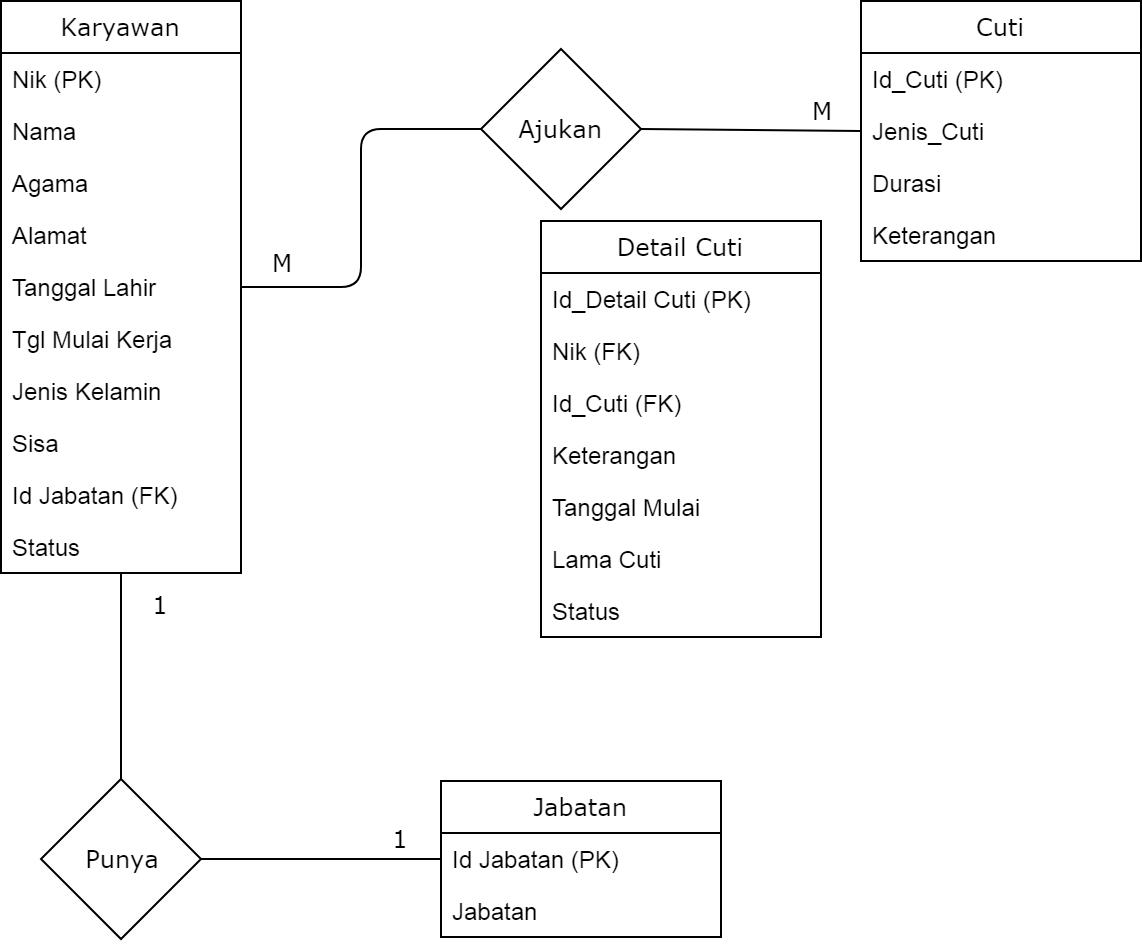 Karyawan
Nik (PK)
Nama
Agama
Alamat
Tanggal Lahir
Tgl Mulai Kerja
Jenis Kelamin
Sisa
Id Jabatan (FK)
Status
M
Ajukan
M
Cuti
Id_Cuti (PK)
Jenis_Cuti
Durasi
Keterangan
Detail Cuti
Id_Detail Cuti (PK)
Nik (FK)
Id_Cuti (FK)
Keterangan
Tanggal Mulai
Lama Cuti
Status
1
Punya
1
Jabatan
Id Jabatan (PK)
Jabatan